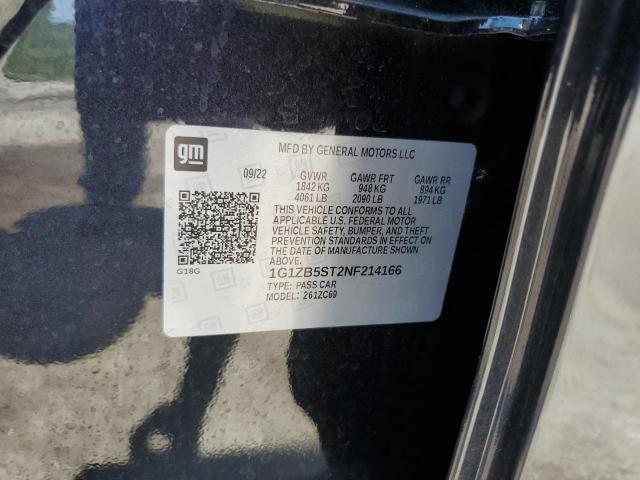 gm
MFD BY GENERAL MOTORS LLC
09/22 GVWR GAWR FRT GAWR RR
1842 KG 948 KG 894 KG
4061 LB 2090 LB 1971 LB
THIS VEHICLE CONFORMS TO ALL
APPLICABLE U.S. FEDERAL MOTOR
VEHICLE SAFETY, BUMPER, AND THEFT
PREVENTION STANDARDS IN EFFECT ON
THE DATE OF MANUFACTURE SHOWN
ABOVE.
G18G
1G1ZB5ST2NF214166
TYPE: PASS CAR
MODEL: 261ZC69